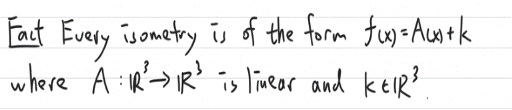 Fact Every isometry is of the form f(x)=A(x)+k
where A:ℝ³→ℝ³ is linear and k∈ℝ³.